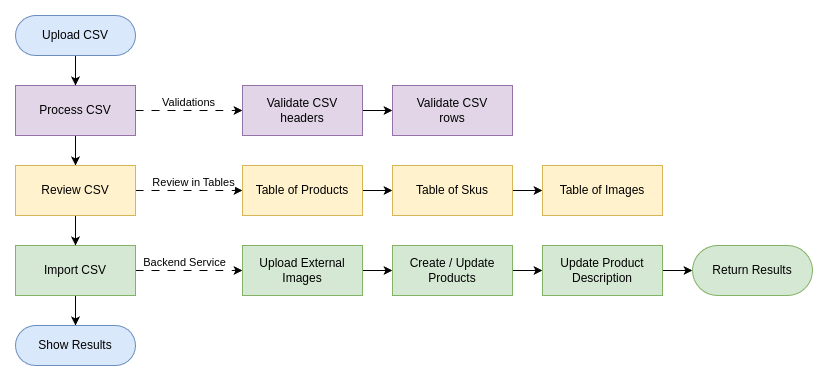 Upload CSV
Process CSV
Validations
Validate CSV
headers
Validate CSV
rows
Review CSV
Review in Tables
Table of Products
Table of Skus
Table of Images
Import CSV
Backend Service
Upload External
Images
Create / Update
Products
Update Product
Description
Return Results
Show Results